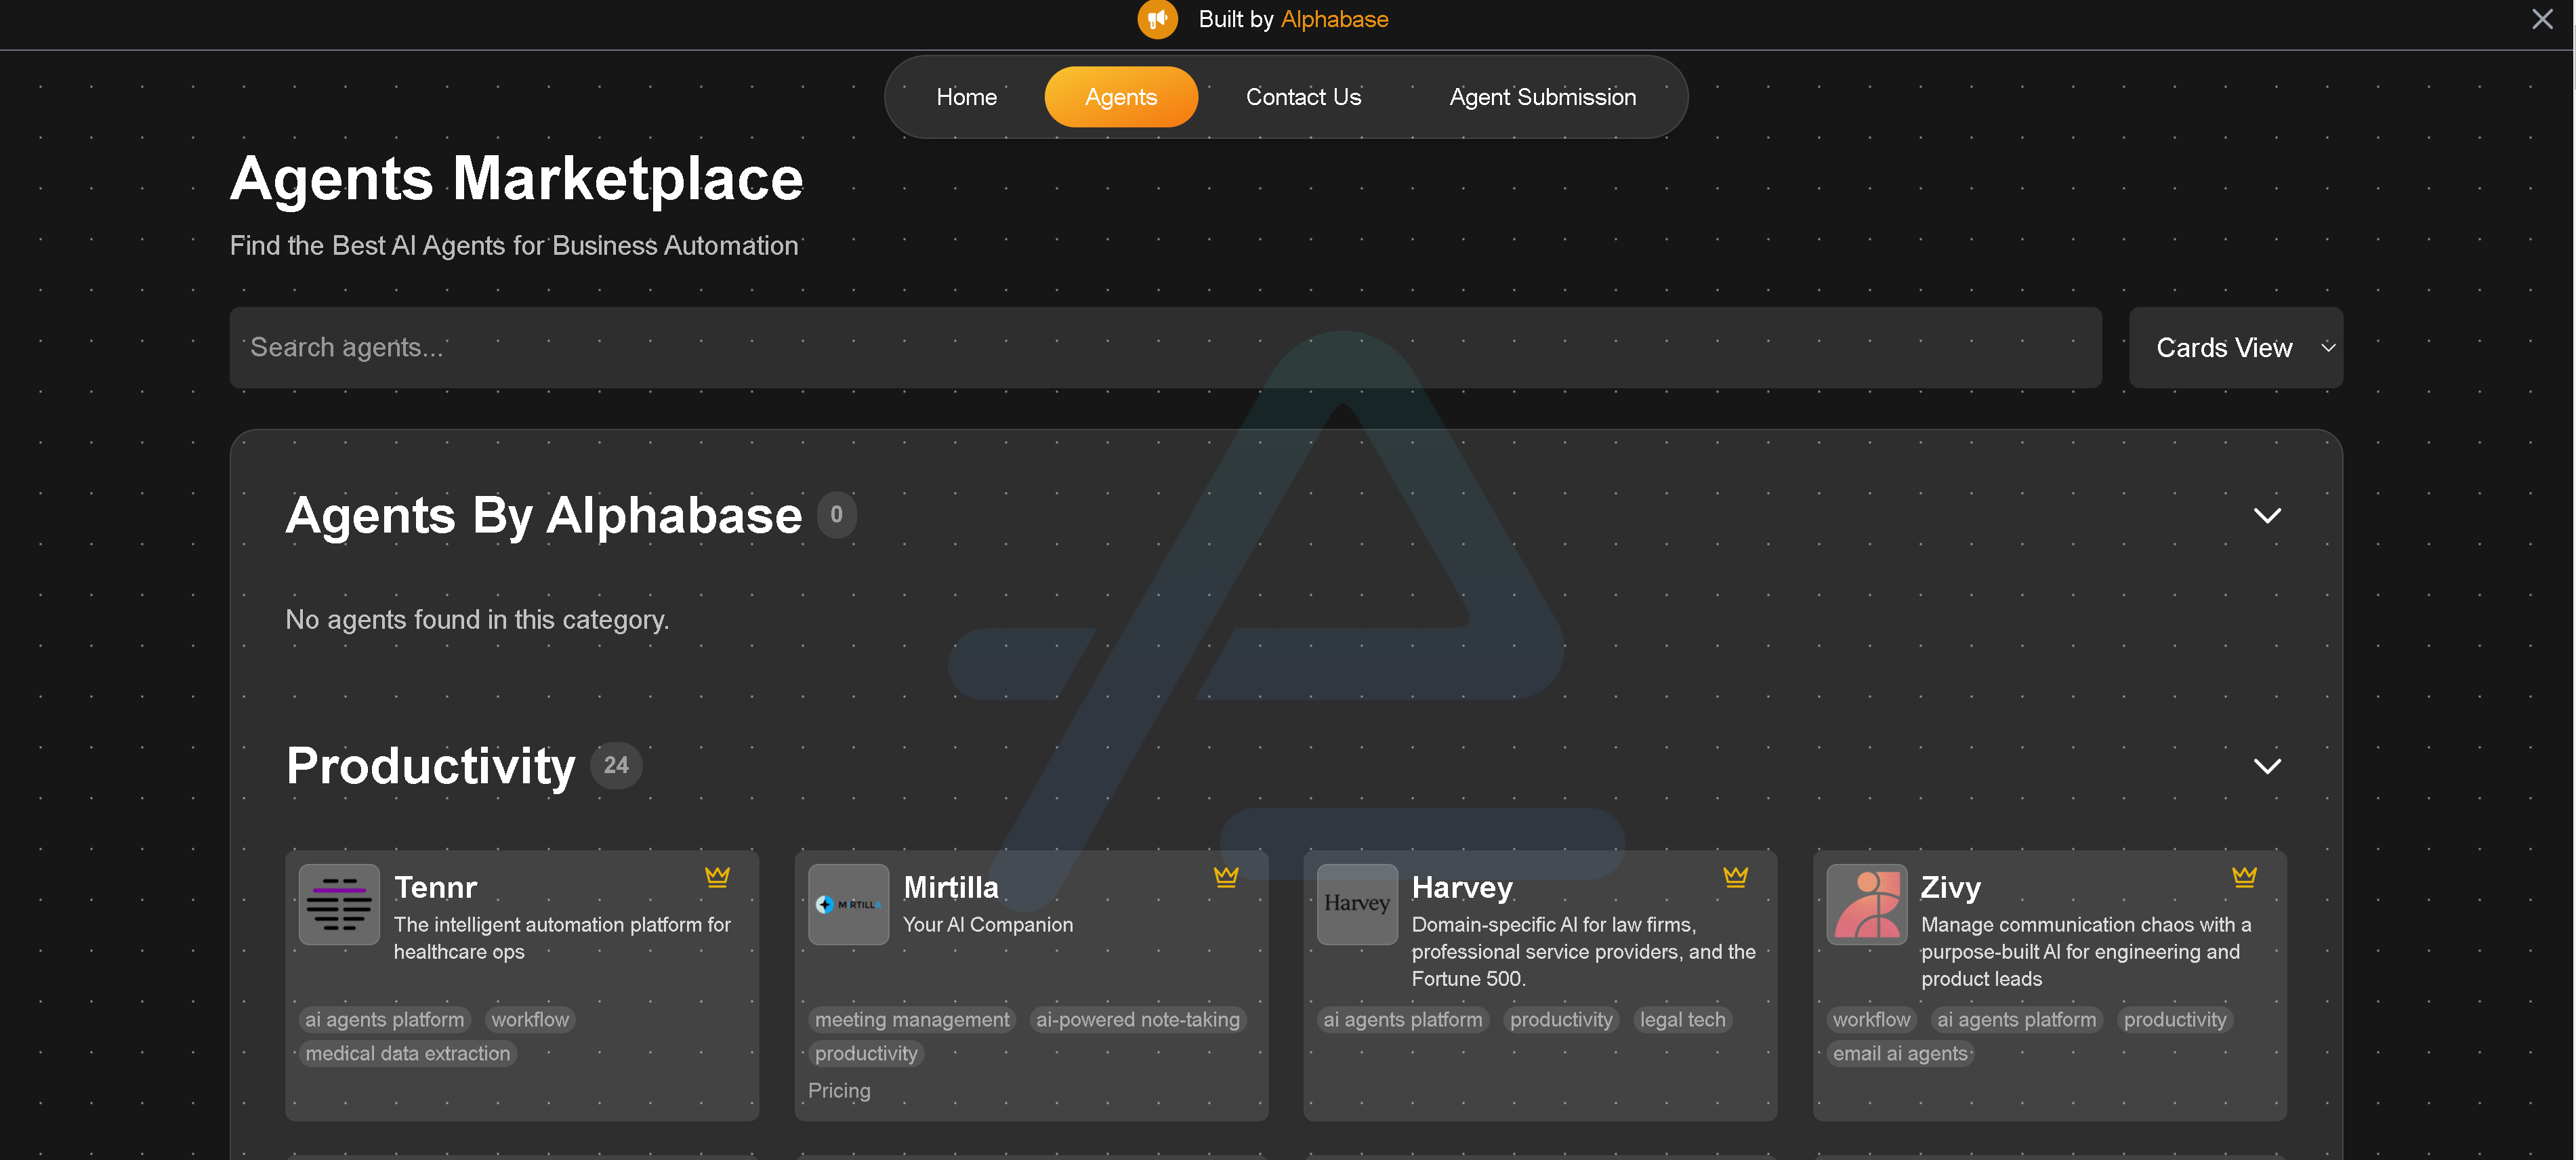 Built by Alphabase
Home
Agents
Contact Us
Agent Submission
Agents Marketplace
Find the Best AI Agents for Business Automation
Search agents...
Cards View
Agents By Alphabase 0
No agents found in this category.
Productivity 24
Tennr
The intelligent automation platform for
healthcare ops
ai agents platform
workflow
medical data extraction
MIRTILLA
Mirtilla
Your AI Companion
meeting management
ai-powered note-taking
productivity
Pricing
Harvey
Harvey
Domain-specific AI for law firms,
professional service providers, and the
Fortune 500.
ai agents platform
productivity
legal tech
Zivy
Manage communication chaos with a
purpose-built AI for engineering and
product leads
workflow
ai agents platform
productivity
email ai agents